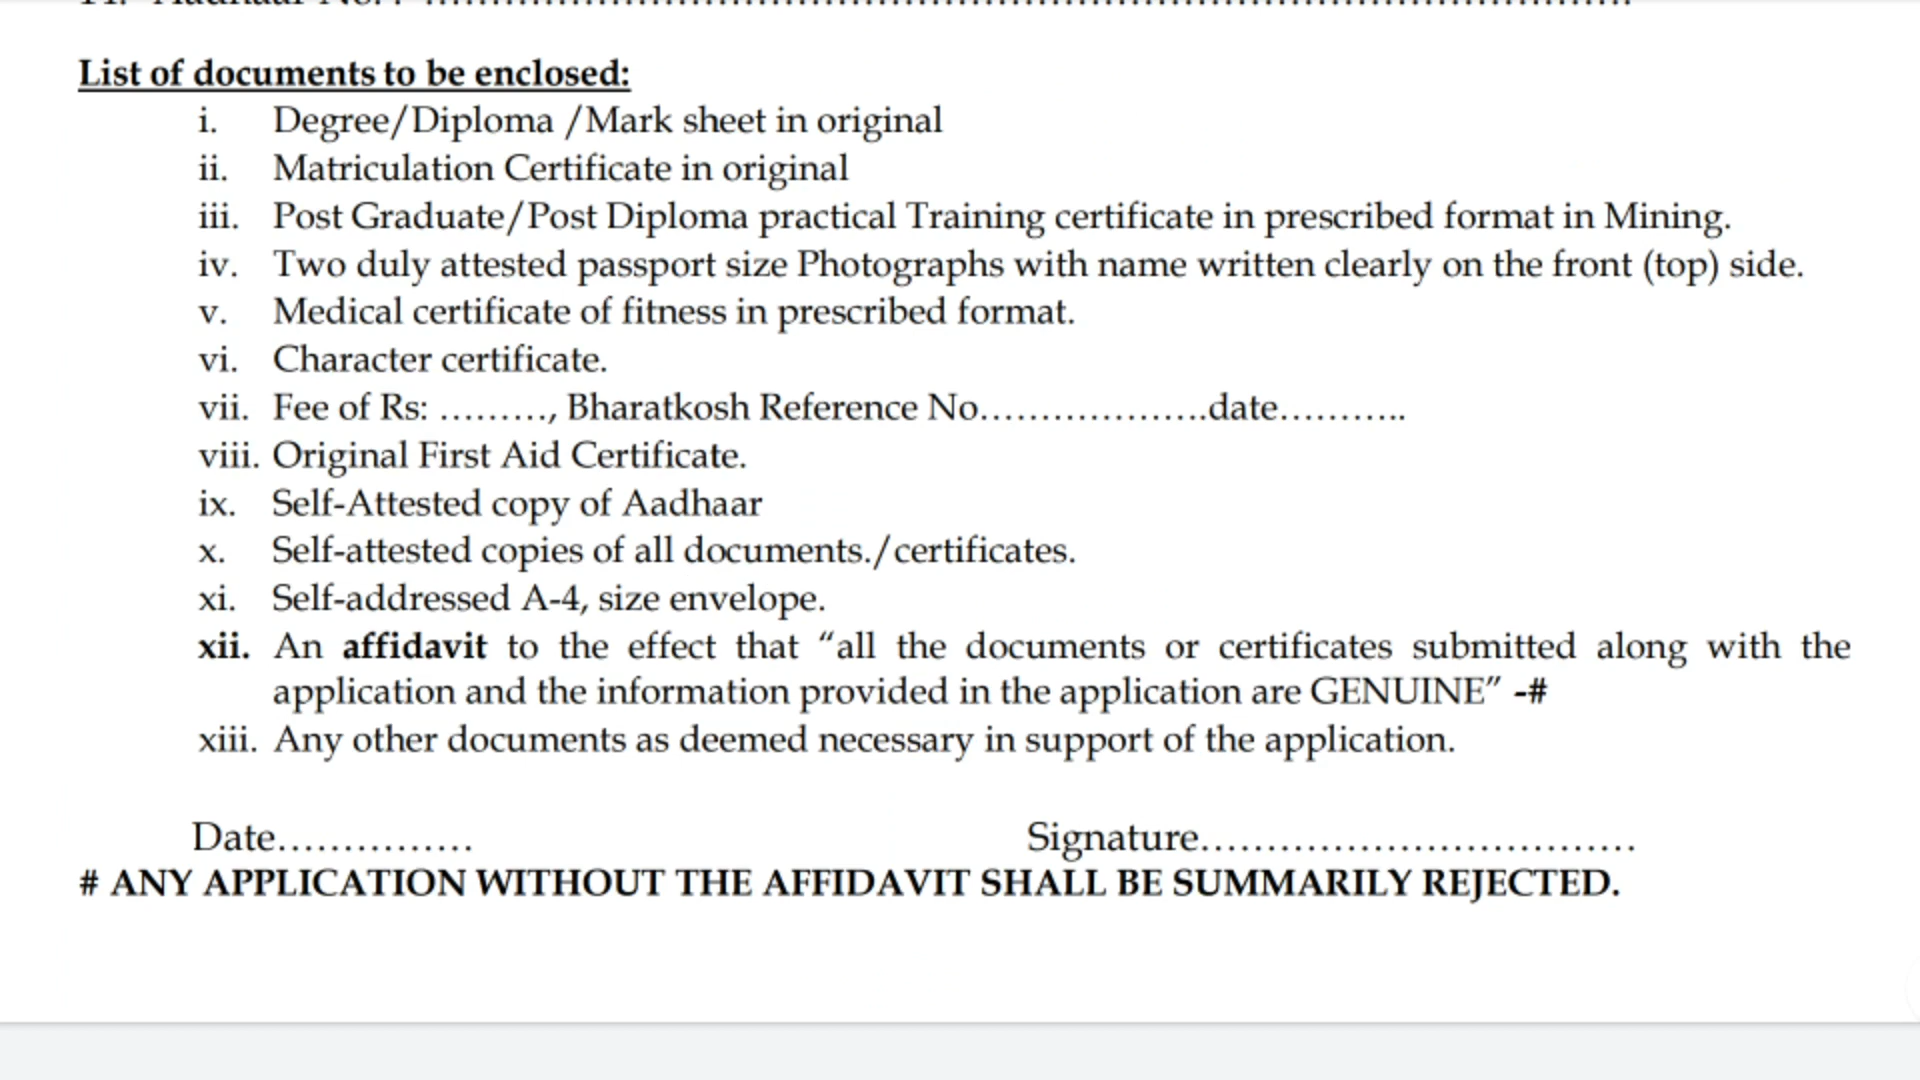 List of documents to be enclosed:
i. Degree/Diploma /Mark sheet in original
ii. Matriculation Certificate in original
iii. Post Graduate/Post Diploma practical Training certificate in prescribed format in Mining.
iv. Two duly attested passport size Photographs with name written clearly on the front (top) side.
v. Medical certificate of fitness in prescribed format.
vi. Character certificate.
vii. Fee of Rs: ………, Bharatkosh Reference No………………..date………..
viii. Original First Aid Certificate.
ix. Self-Attested copy of Aadhaar
x. Self-attested copies of all documents./certificates.
xi. Self-addressed A-4, size envelope.
xii. An affidavit to the effect that “all the documents or certificates submitted along with the
application and the information provided in the application are GENUINE” -#
xiii. Any other documents as deemed necessary in support of the application.
Date…………… Signature……………………………
# ANY APPLICATION WITHOUT THE AFFIDAVIT SHALL BE SUMMARILY REJECTED.